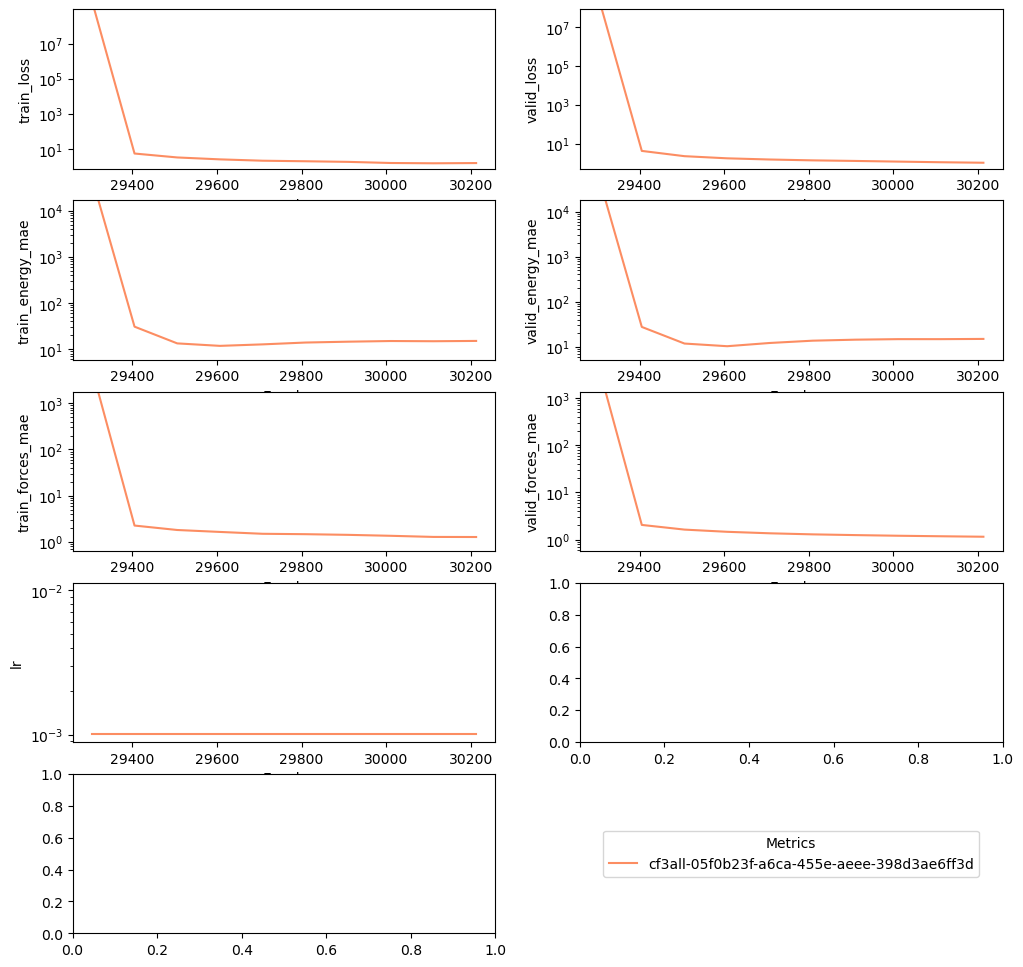 train_loss
10^7
10^5
10^3
10^1
29400 29600 29800 30000 30200
valid_loss
10^7
10^5
10^3
10^1
29400 29600 29800 30000 30200
train_energy_mae
10^4
10^3
10^2
10^1
29400 29600 29800 30000 30200
valid_energy_mae
10^4
10^3
10^2
10^1
29400 29600 29800 30000 30200
train_forces_mae
10^3
10^2
10^1
10^0
29400 29600 29800 30000 30200
valid_forces_mae
10^3
10^2
10^1
10^0
29400 29600 29800 30000 30200
lr
10^-2
10^-3
29400 29600 29800 30000 30200
1.0
0.8
0.6
0.4
0.2
0.0
0.0 0.2 0.4 0.6 0.8 1.0
1.0
0.8
0.6
0.4
0.2
0.0
0.0 0.2 0.4 0.6 0.8 1.0
Metrics
cf3all-05f0b23f-a6ca-455e-aeee-398d3ae6ff3d